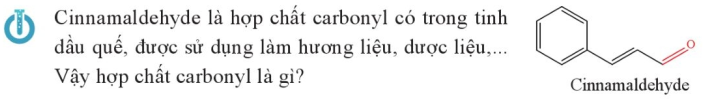 Cinnamaldehyde là hợp chất carbonyl có trong tinh
dầu quế, được sử dụng làm hương liệu, dược liệu,...
Vậy hợp chất carbonyl là gì?
O
Cinnamaldehyde